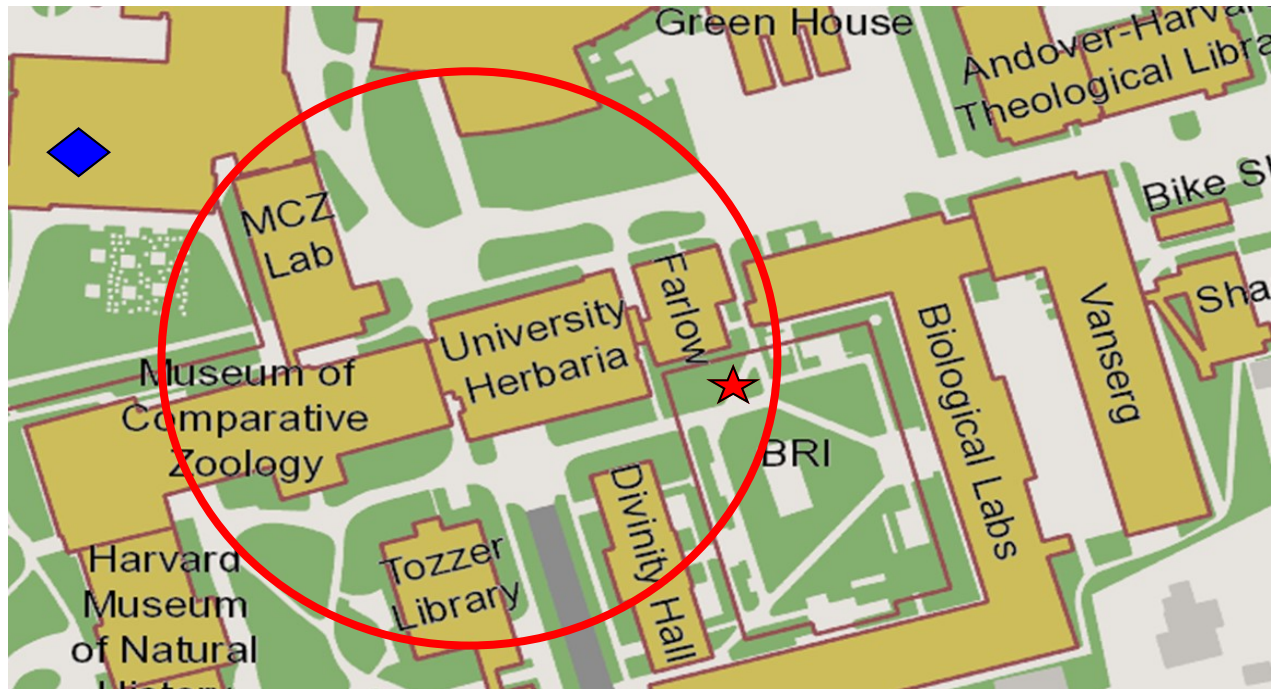 Green House
Andover-Harvar
Theological Libra
Bike S
MCZ
Lab
Farlow
Sha
University
Herbaria
Vanserg
Biological Labs
Museum of
Comparative
Zoology
BRI
Divinity Hall
Tozzer
Library
Harvard
Museum
of Natural
History